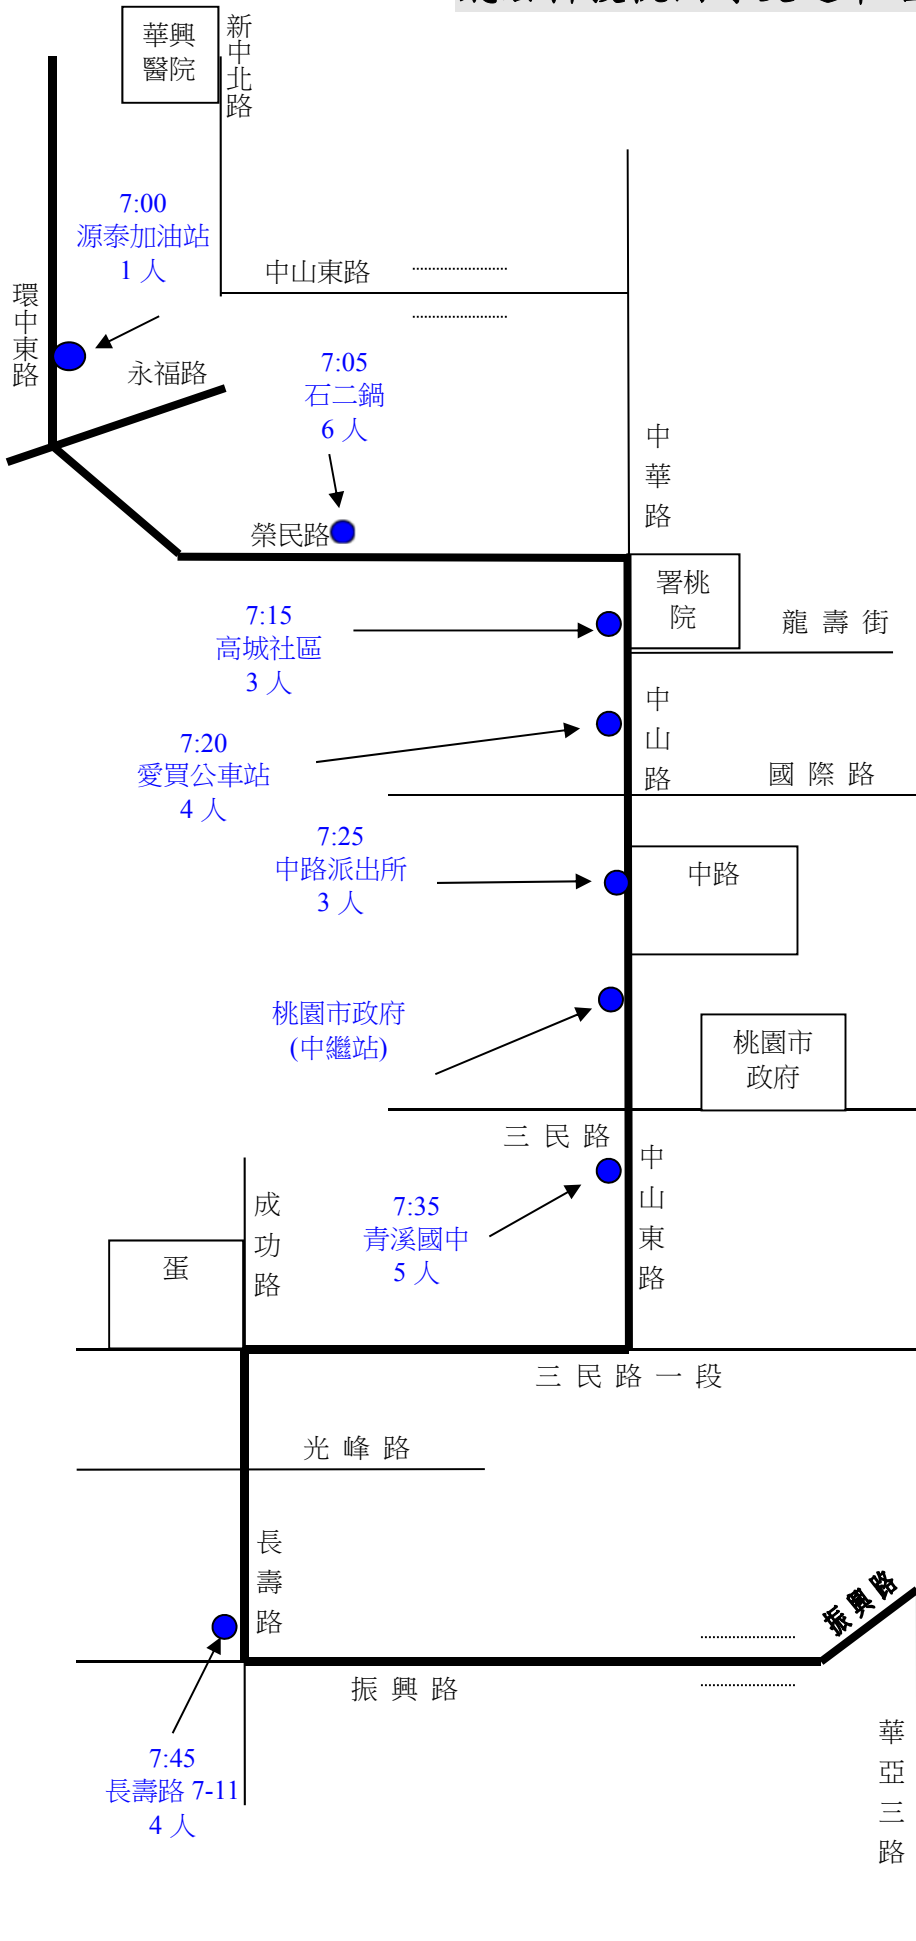 華興
醫院
新中北路
7:00
源泰加油站
1 人
中山東路
環中東路
永福路
7:05
石二鍋
6 人
中華路
榮民路
署桃
院
龍壽街
7:15
高城社區
3 人
中山路
7:20
愛買公車站
4 人
國際路
7:25
中路派出所
3 人
中路
桃園市政府
(中繼站)
桃園市
政府
三民路
中山東路
成功路
7:35
青溪國中
5 人
蛋
三民路一段
光峰路
長壽路
振興路
振興路
華亞三路
7:45
長壽路 7-11
4 人